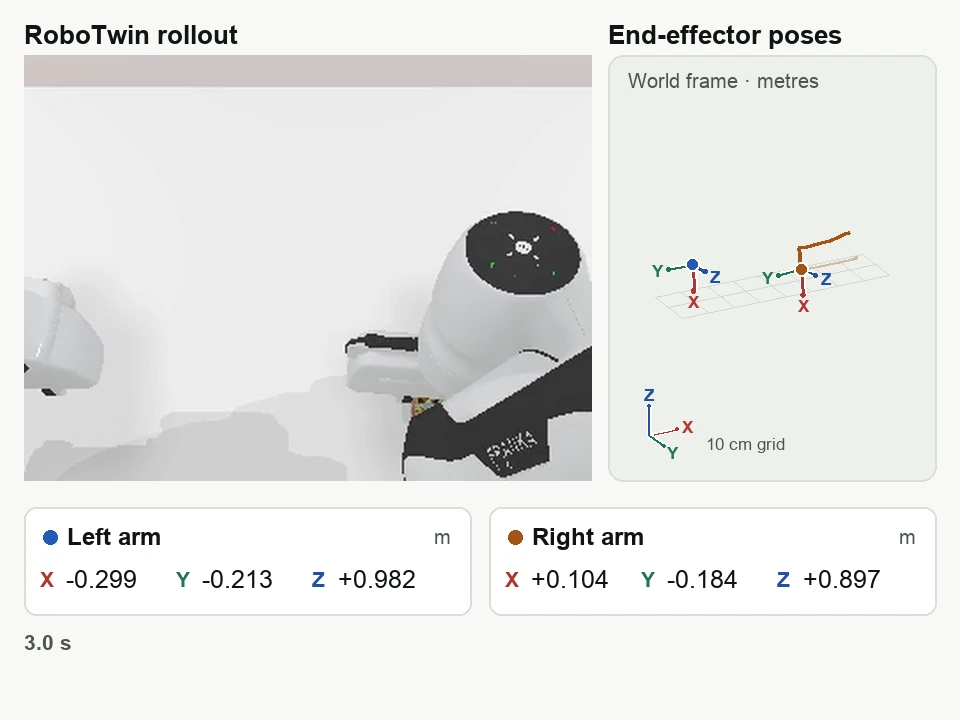 RoboTwin rollout
End-effector poses
World frame · metres
Y
Z
X
Y
Z
X
Z
X
Y
10 cm grid
Left arm
m
X -0.299 Y -0.213 Z +0.982
Right arm
m
X +0.104 Y -0.184 Z +0.897
3.0 s